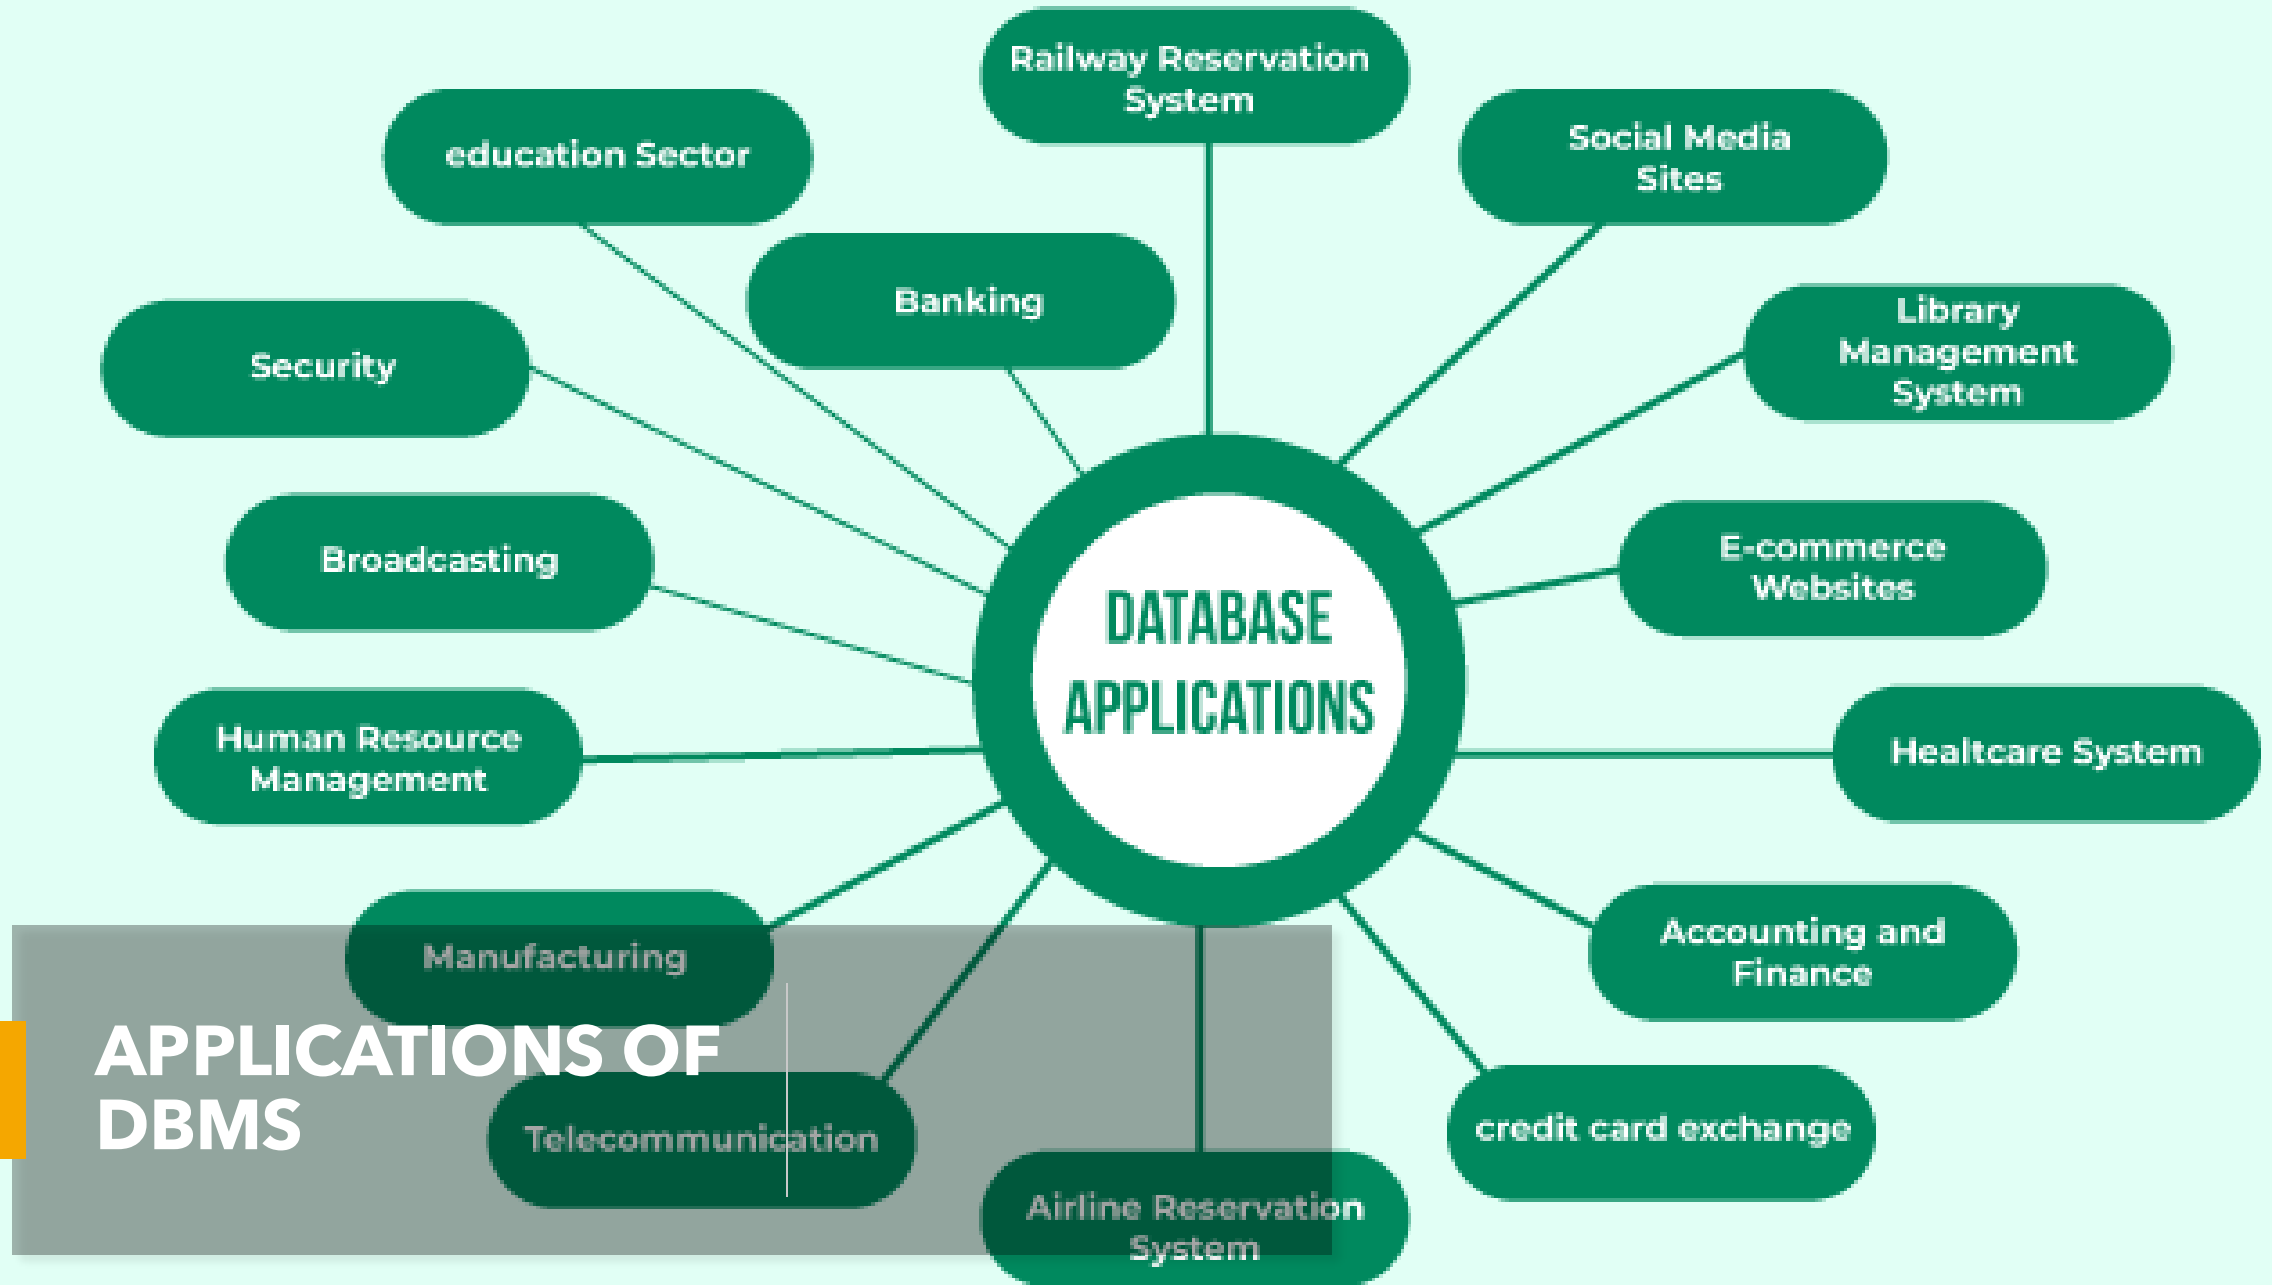 Railway Reservation
System
education Sector
Social Media
Sites
Banking
Library
Management
System
Security
Broadcasting
E-commerce
Websites
DATABASE
APPLICATIONS
Human Resource
Management
Healtcare System
Manufacturing
Accounting and
Finance
APPLICATIONS OF
DBMS
Telecommunication
credit card exchange
Airline Reservation
System